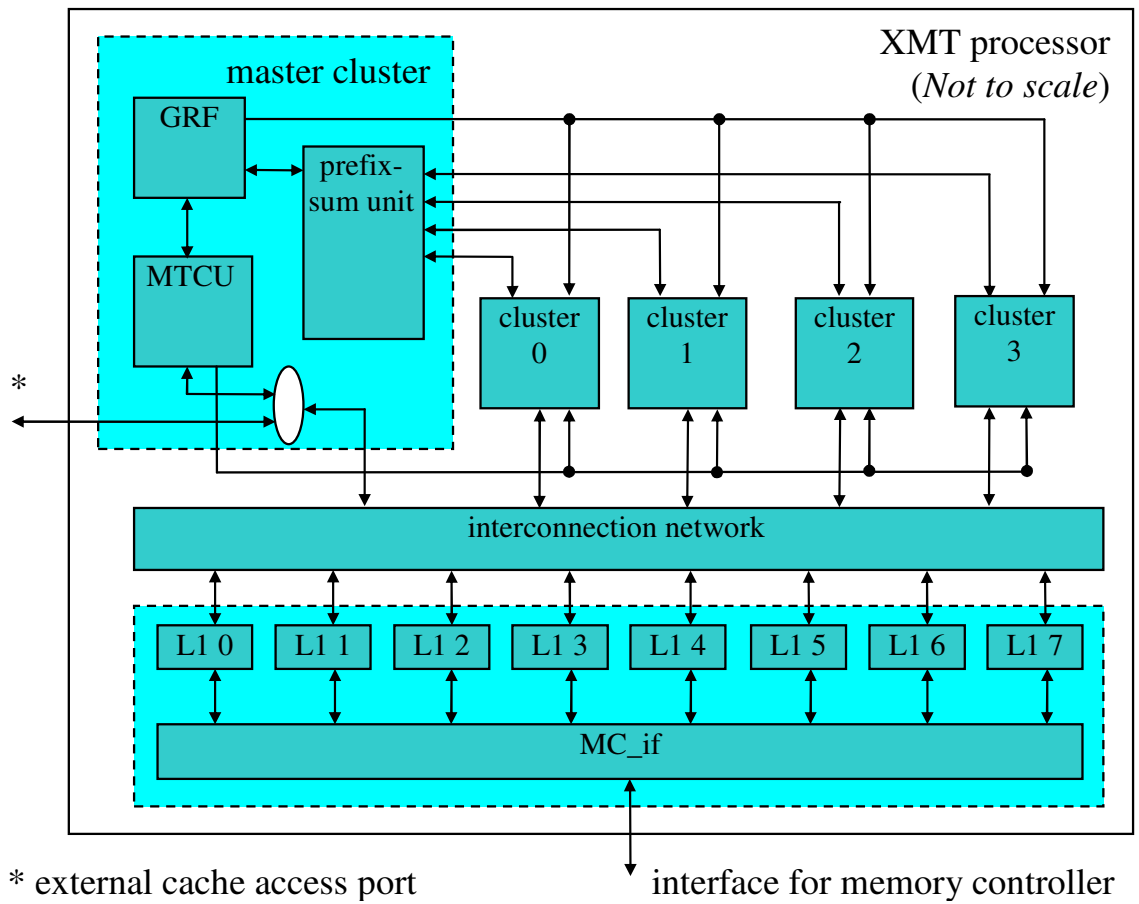 XMT processor
(Not to scale)
master cluster
GRF
prefix-
sum unit
MTCU
cluster
0
cluster
1
cluster
2
cluster
3
*
interconnection network
L1 0
L1 1
L1 2
L1 3
L1 4
L1 5
L1 6
L1 7
MC_if
* external cache access port
interface for memory controller